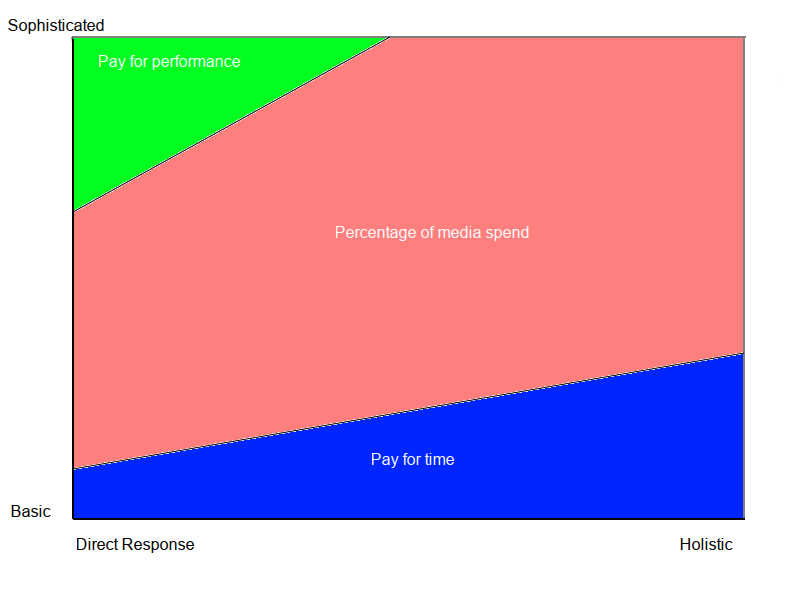 Sophisticated
Pay for performance
Percentage of media spend
Pay for time
Basic
Direct Response
Holistic